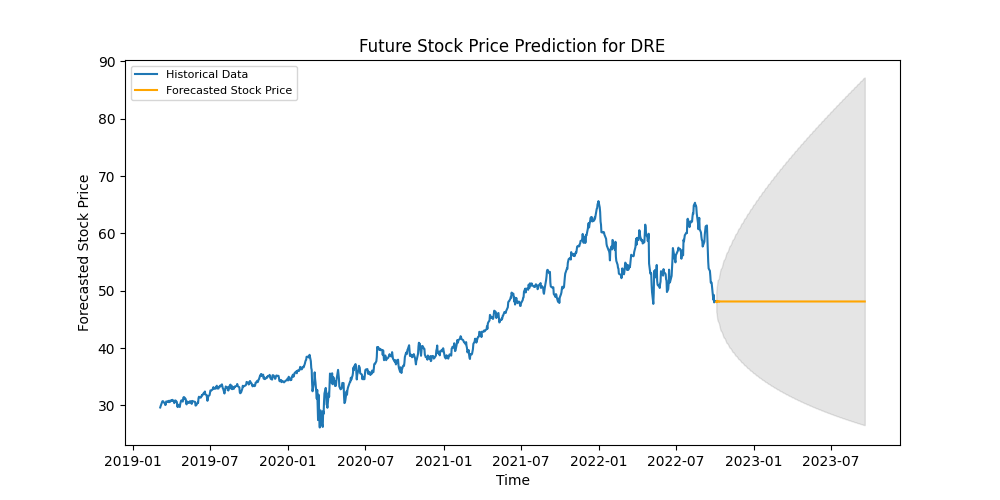 Future Stock Price Prediction for DRE
Historical Data
Forecasted Stock Price
Forecasted Stock Price
90
80
70
60
50
40
30
2019-01 2019-07 2020-01 2020-07 2021-01 2021-07 2022-01 2022-07 2023-01 2023-07
Time